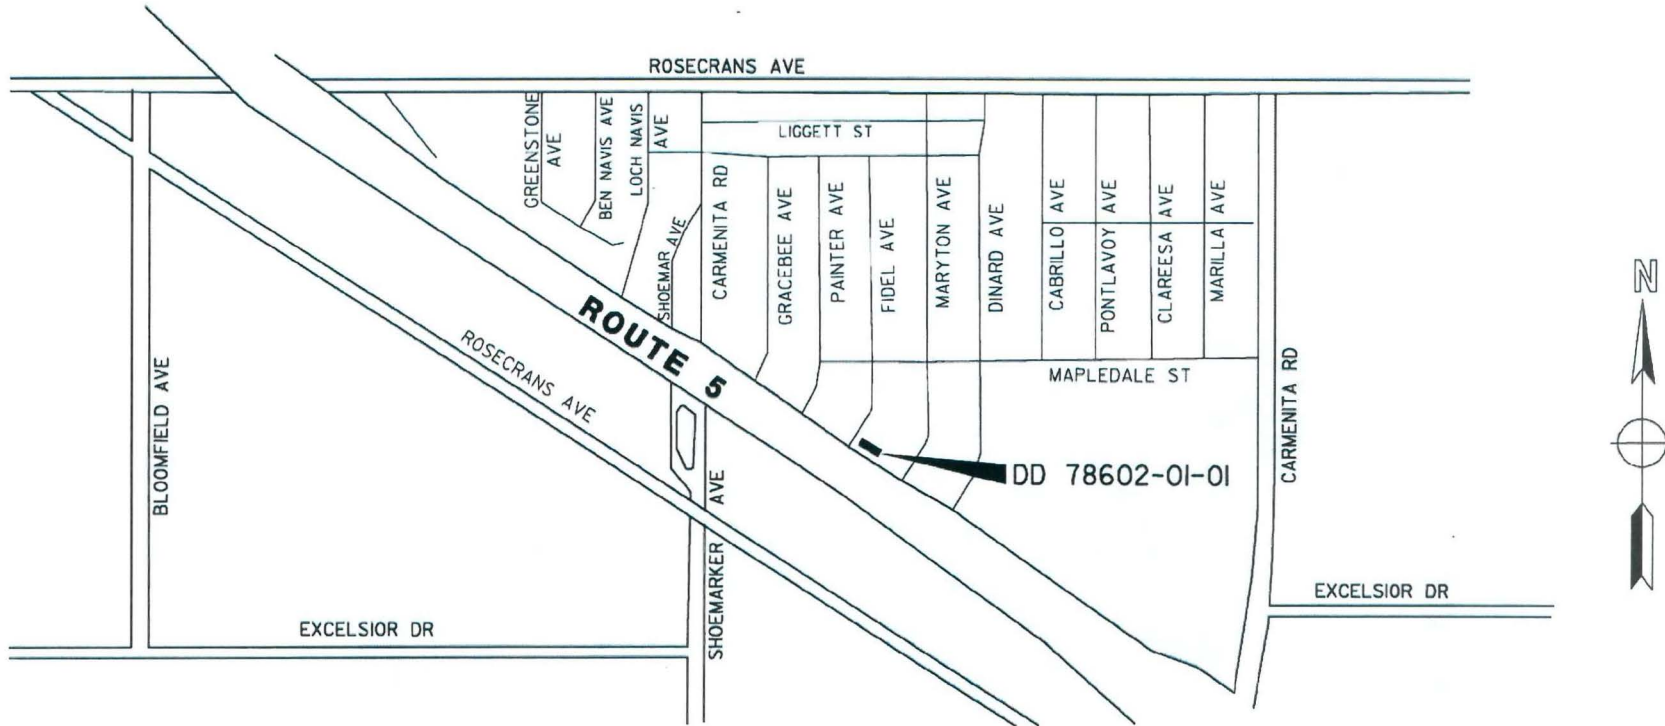 ROSECRANS AVE
GREENSTONE
AVE
BEN NAVIS AVE
LOCH NAVIS
AVE
LIGGETT ST
SHOEMAR AVE
CARMENITA RD
GRACEBEE AVE
PAINTER AVE
FIDEL AVE
MARYTON AVE
DINARD AVE
CABRILLO AVE
PONTLAVOY AVE
CLAREESA AVE
MARILLA AVE
N
ROUTE 5
ROSECRANS AVE
BLOOMFIELD AVE
MAPLEDALE ST
CARMENITA RD
DD 78602-01-01
SHOEMARKER AVE
EXCELSIOR DR
EXCELSIOR DR